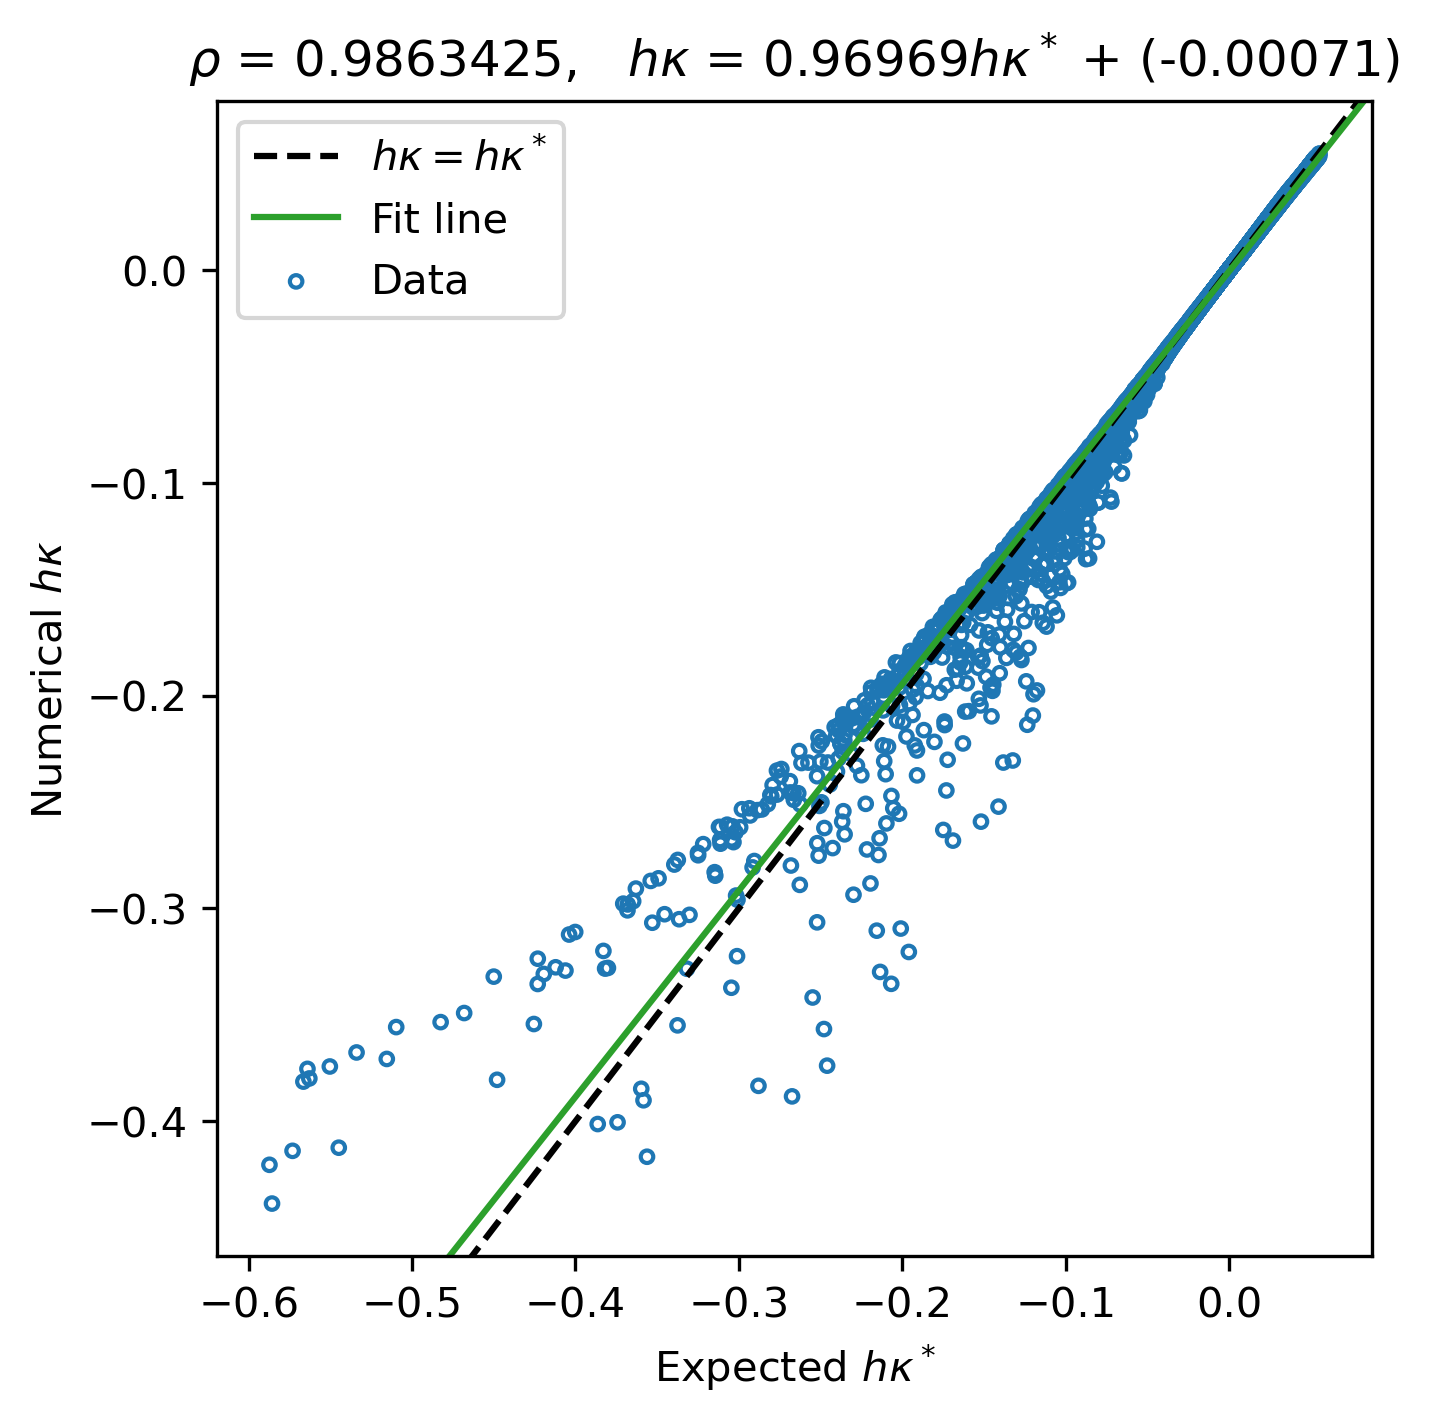 ρ = 0.9863425, hκ = 0.96969hκ* + (-0.00071)
hκ = hκ*
Fit line
Data
0.0
−0.1
−0.2
−0.3
−0.4
Numerical hκ
−0.6 −0.5 −0.4 −0.3 −0.2 −0.1 0.0
Expected hκ*